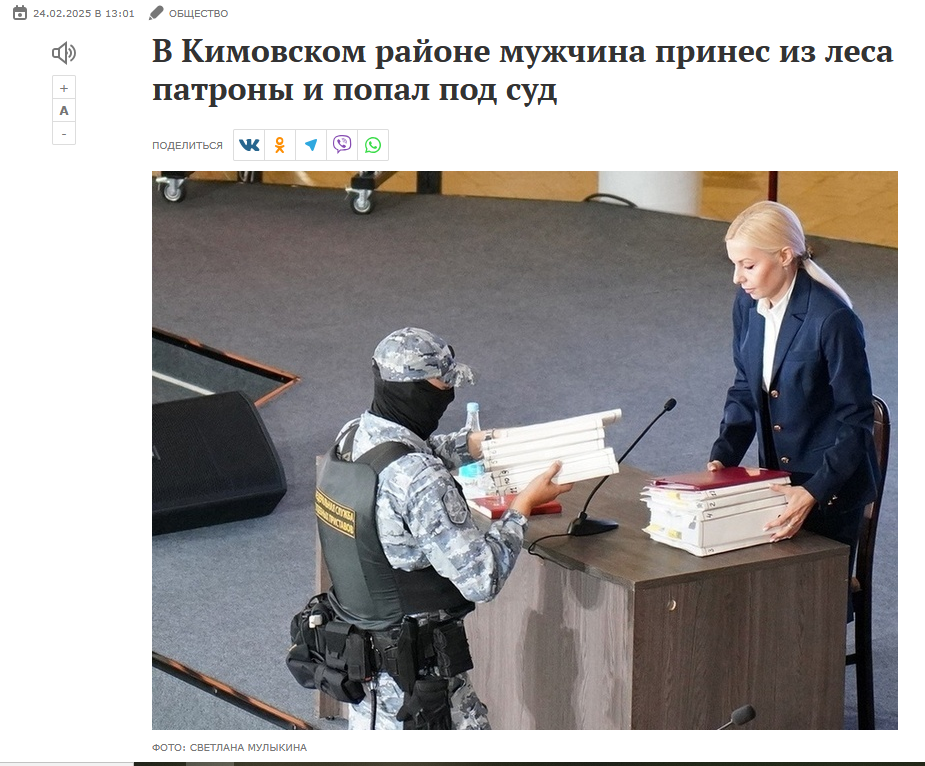 24.02.2025 В 13:01 ОБЩЕСТВО
В Кимовском районе мужчина принес из леса
патроны и попал под суд
+
A
-
ПОДЕЛИТЬСЯ
ФОТО: СВЕТЛАНА МУЛЫКИНА